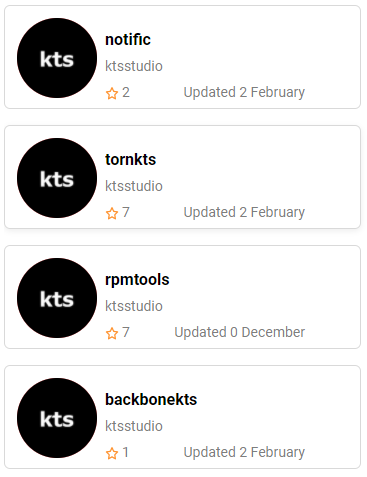 kts
notific
ktsstudio
2
Updated 2 February
kts
tornkts
ktsstudio
7
Updated 2 February
kts
rpmtools
ktsstudio
7
Updated 0 December
kts
backbonekts
ktsstudio
1
Updated 2 February